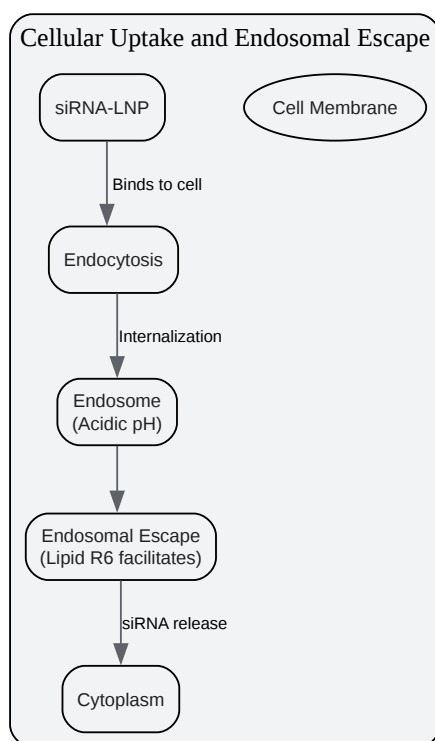 Cellular Uptake and Endosomal Escape
siRNA-LNP
Cell Membrane
Binds to cell
Endocytosis
Internalization
Endosome
(Acidic pH)
Endosomal Escape
(Lipid R6 facilitates)
siRNA release
Cytoplasm